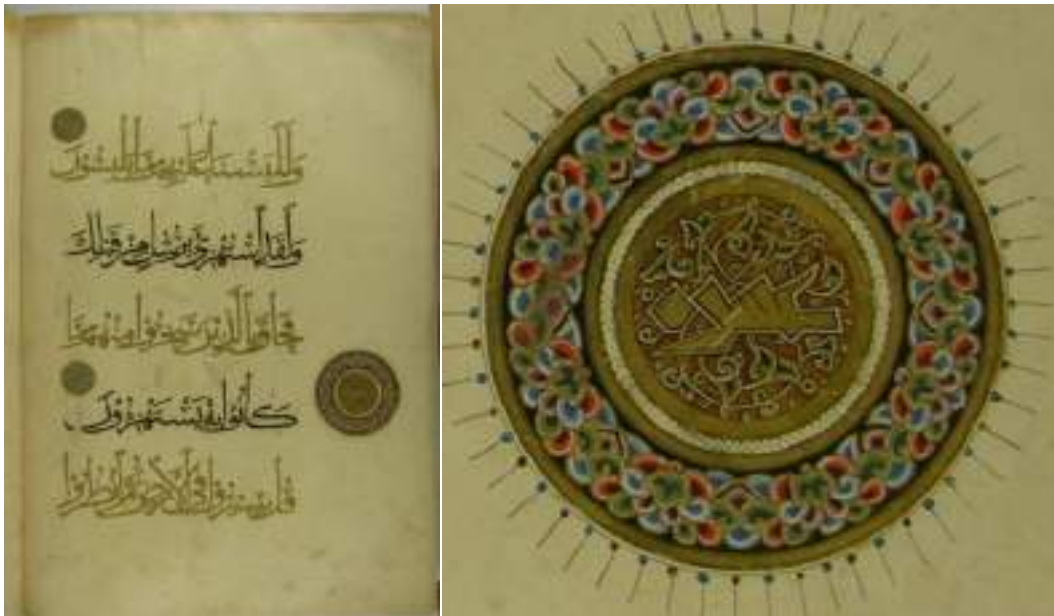 وللبسنا عليهم ما يلبسون
ولقد استهزئ برسل من قبلك
فحاق بالذين سخروا منهم ما
كانوا به يستهزؤن
قل سيروا في الأرض ثم انظروا